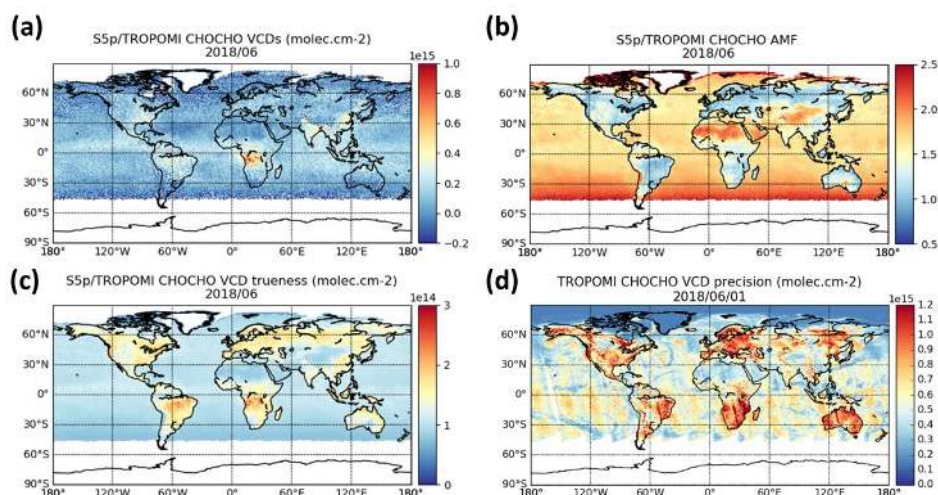 (a)
S5p/TROPOMI CHOCHO VCDs (molec.cm-2)
2018/06
1e15
1.0
0.8
0.6
0.4
0.2
0.0
−0.2
60°N
30°N
0°
30°S
60°S
90°S
180° 120°W 60°W 0° 60°E 120°E 180°
(b)
S5p/TROPOMI CHOCHO AMF
2018/06
2.5
2.0
1.5
1.0
0.5
60°N
30°N
0°
30°S
60°S
90°S
180° 120°W 60°W 0° 60°E 120°E 180°
(c)
S5p/TROPOMI CHOCHO VCD trueness (molec.cm-2)
2018/06
1e14
3
2
1
0
60°N
30°N
0°
30°S
60°S
90°S
180° 120°W 60°W 0° 60°E 120°E 180°
(d)
TROPOMI CHOCHO VCD precision (molec.cm-2)
2018/06/01
1e15
1.2
1.1
1.0
0.9
0.8
0.7
0.6
0.5
0.4
0.3
0.2
0.1
0.0
60°N
30°N
0°
30°S
60°S
90°S
180° 120°W 60°W 0° 60°E 120°E 180°